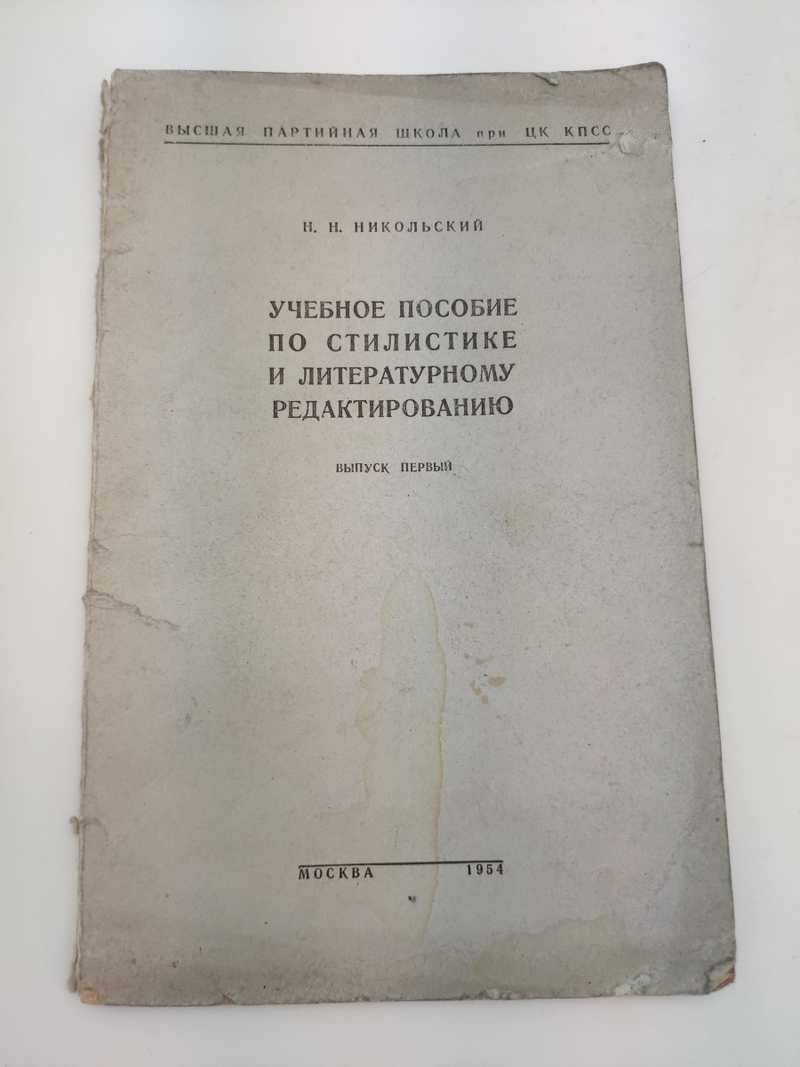 ВЫСШАЯ ПАРТИЙНАЯ ШКОЛА при ЦК КПСС
Н. Н. НИКОЛЬСКИЙ
УЧЕБНОЕ ПОСОБИЕ
ПО СТИЛИСТИКЕ
И ЛИТЕРАТУРНОМУ
РЕДАКТИРОВАНИЮ
ВЫПУСК ПЕРВЫЙ
МОСКВА 1954